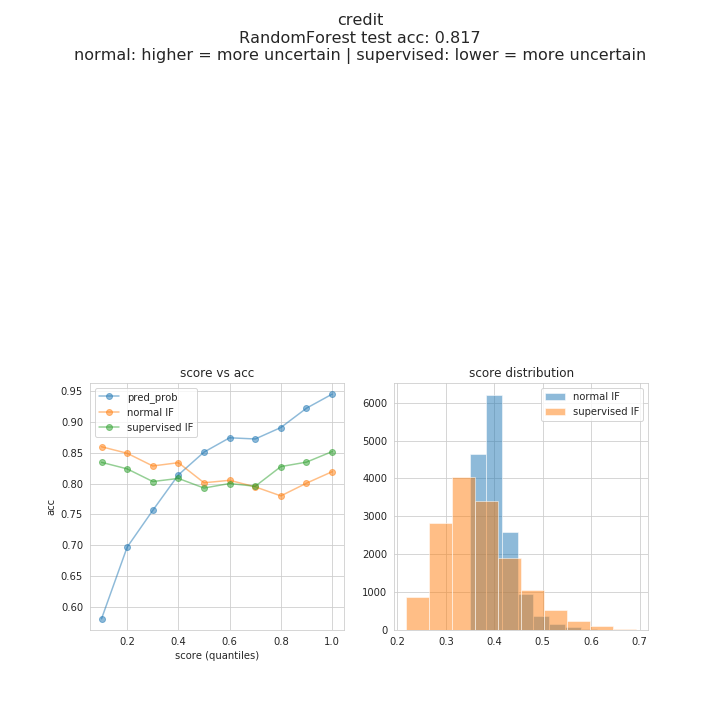 credit
RandomForest test acc: 0.817
normal: higher = more uncertain | supervised: lower = more uncertain
score vs acc
pred_prob
normal IF
supervised IF
0.95
0.90
0.85
0.80
0.75
0.70
0.65
0.60
acc
0.2 0.4 0.6 0.8 1.0
score (quantiles)
score distribution
normal IF
supervised IF
6000
5000
4000
3000
2000
1000
0
0.2 0.3 0.4 0.5 0.6 0.7